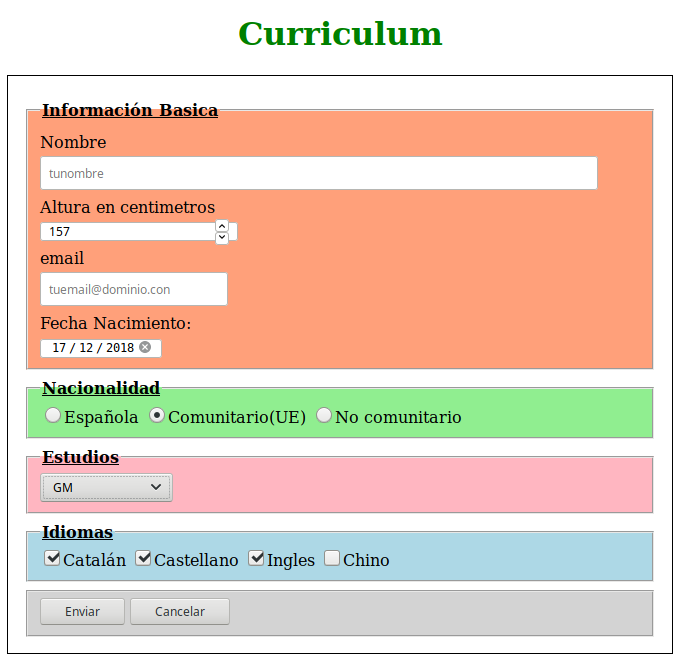 Curriculum
Información Basica
Nombre
tunombre
Altura en centimetros
157
email
tuemail@dominio.con
Fecha Nacimiento:
17 / 12 / 2018
Nacionalidad
Española Comunitario(UE) No comunitario
Estudios
GM
Idiomas
Catalán Castellano Ingles Chino
Enviar Cancelar